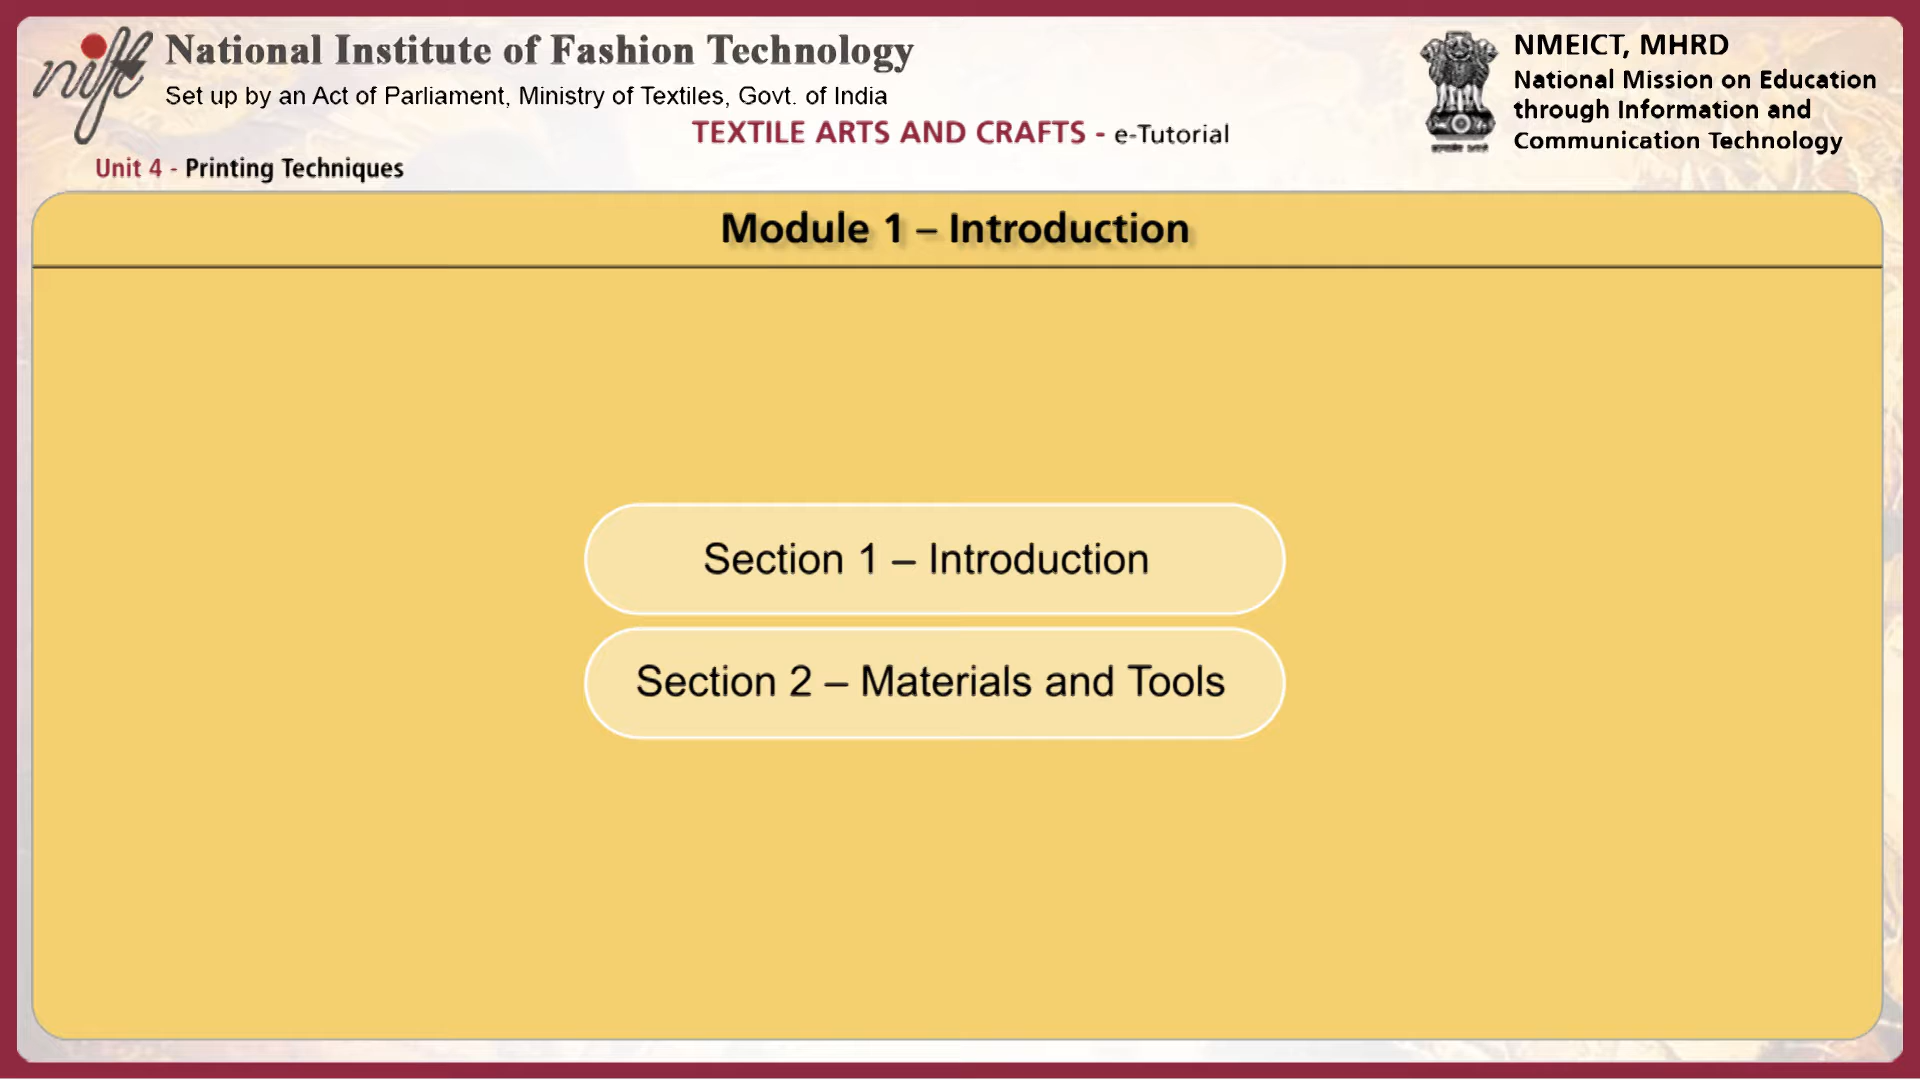 nift
National Institute of Fashion Technology
Set up by an Act of Parliament, Ministry of Textiles, Govt. of India
NMEICT, MHRD
National Mission on Education
through Information and
Communication Technology
TEXTILE ARTS AND CRAFTS - e-Tutorial
Unit 4 - Printing Techniques
Module 1 – Introduction
Section 1 – Introduction
Section 2 – Materials and Tools